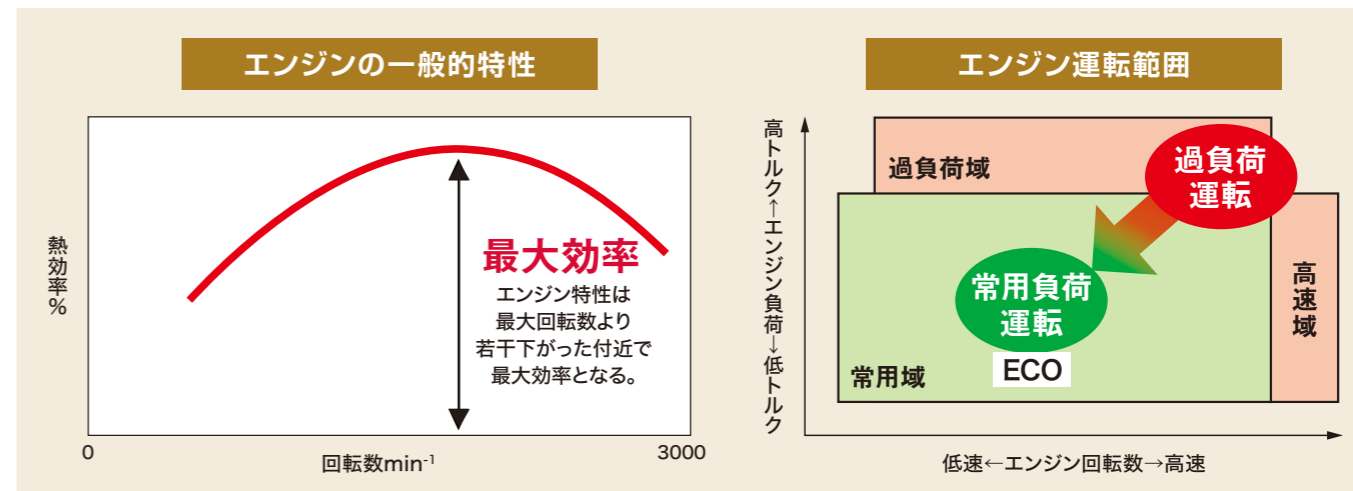 エンジンの一般的特性
熱効率%
最大効率
エンジン特性は
最大回転数より
若干下がった付近で
最大効率となる。
0
回転数min-1
3000
エンジン運転範囲
高トルク←エンジン負荷→低トルク
過負荷域
過負荷
運転
常用負荷
運転
ECO
常用域
高速域
低速←エンジン回転数→高速